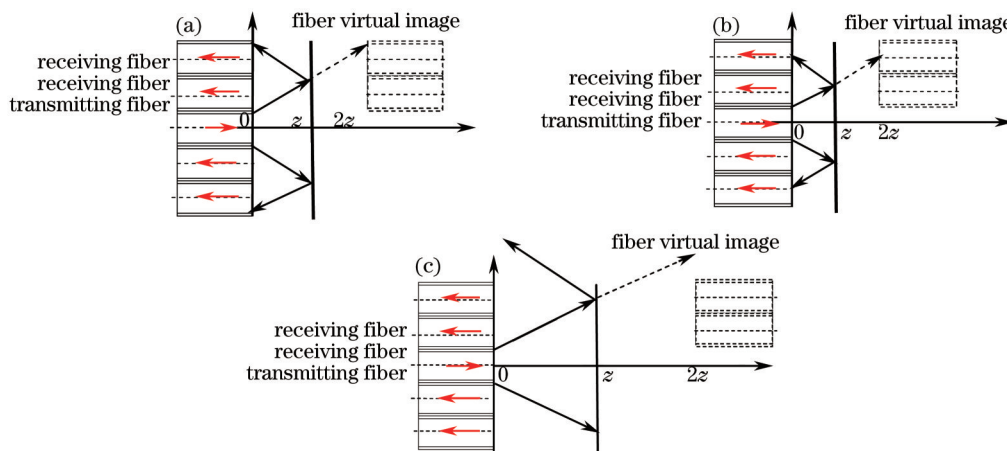 (a)
fiber virtual image
receiving fiber
receiving fiber
transmitting fiber
0
z
2z
(b)
fiber virtual image
receiving fiber
receiving fiber
transmitting fiber
0
z
2z
(c)
fiber virtual image
receiving fiber
receiving fiber
transmitting fiber
0
z
2z